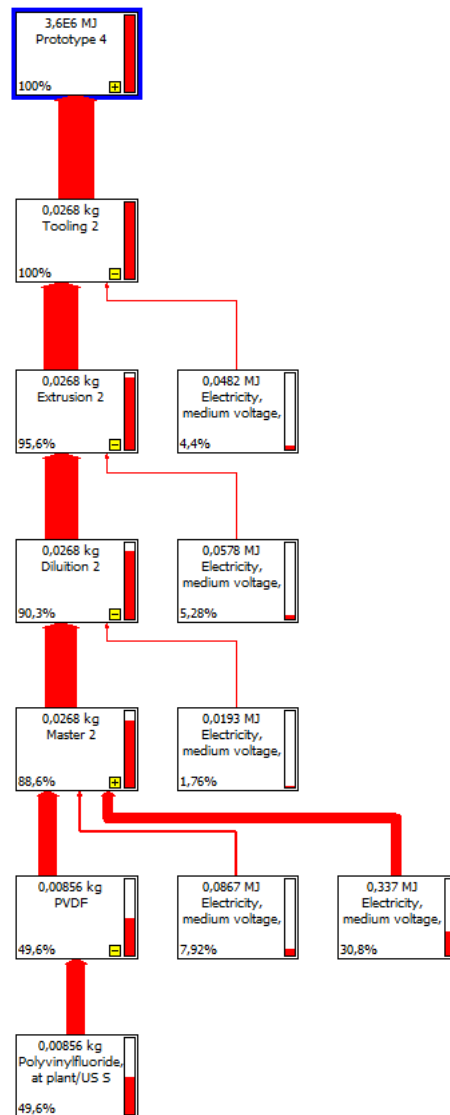 3,6E6 MJ
Prototype 4
100%
0,0268 kg
Tooling 2
100%
0,0268 kg
Extrusion 2
95,6%
0,0482 MJ
Electricity,
medium voltage,
4,4%
0,0268 kg
Diluition 2
90,3%
0,0578 MJ
Electricity,
medium voltage,
5,28%
0,0268 kg
Master 2
88,6%
0,0193 MJ
Electricity,
medium voltage,
1,76%
0,00856 kg
PVDF
49,6%
0,0867 MJ
Electricity,
medium voltage,
7,92%
0,337 MJ
Electricity,
medium voltage,
30,8%
0,00856 kg
Polyvinylfluoride,
at plant/US S
49,6%